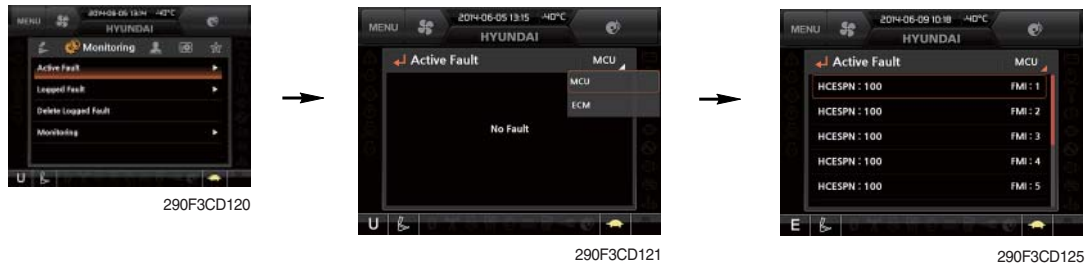 MENU
2014-06-05 13:14 -40°C
HYUNDAI
Monitoring
Active Fault
Logged Fault
Delete Logged Fault
Monitoring
U
290F3CD120
MENU
2014-06-05 13:15 -40°C
HYUNDAI
Active Fault MCU
MCU
ECM
No Fault
U
290F3CD121
MENU
2014-06-09 10:18 -40°C
HYUNDAI
Active Fault MCU
HCESPN : 100 FMI : 1
HCESPN : 100 FMI : 2
HCESPN : 100 FMI : 3
HCESPN : 100 FMI : 4
HCESPN : 100 FMI : 5
E
290F3CD125